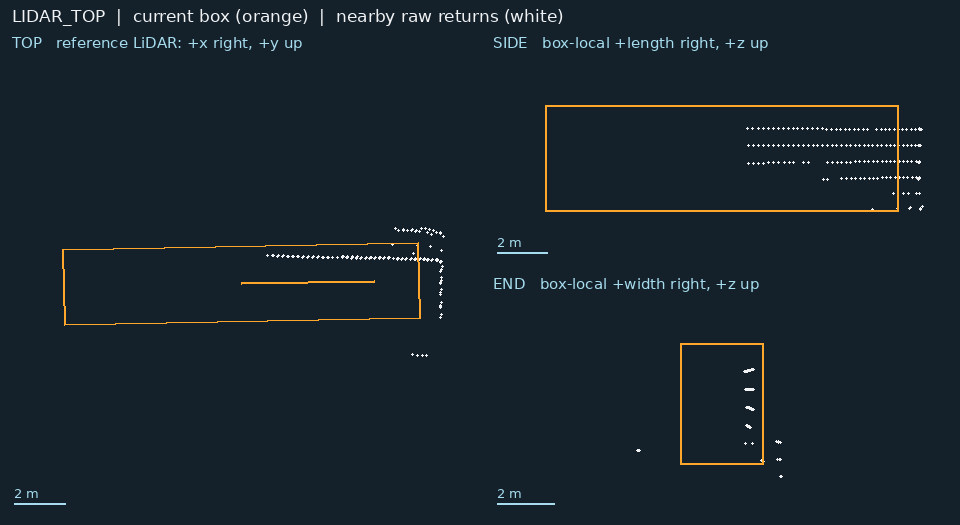 LIDAR_TOP | current box (orange) | nearby raw returns (white)
TOP reference LiDAR: +x right, +y up
SIDE box-local +length right, +z up
2 m
END box-local +width right, +z up
2 m
2 m